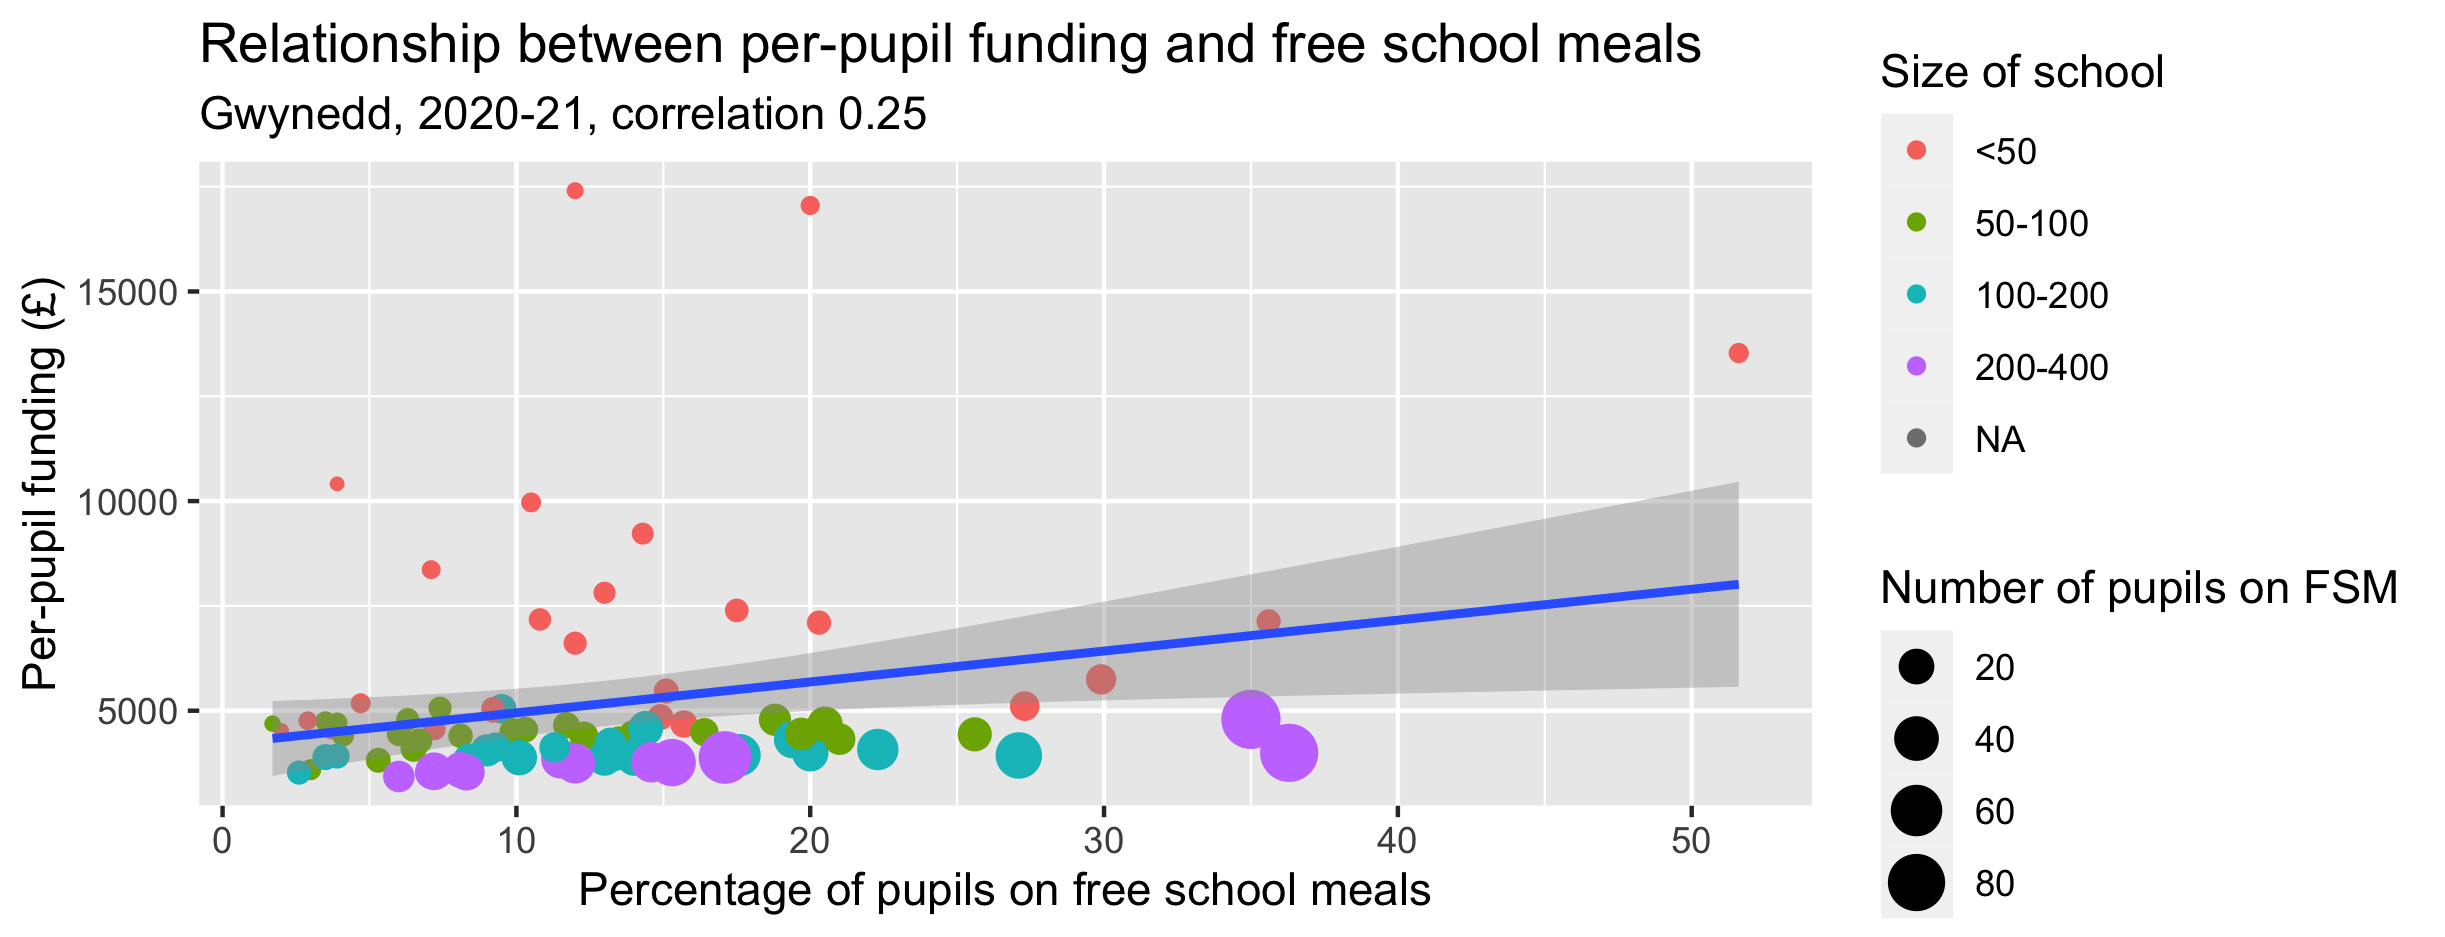 Relationship between per-pupil funding and free school meals
Gwynedd, 2020-21, correlation 0.25
Per-pupil funding (£)
15000
10000
5000
0 10 20 30 40 50
Percentage of pupils on free school meals
Size of school
<50
50-100
100-200
200-400
NA
Number of pupils on FSM
20
40
60
80